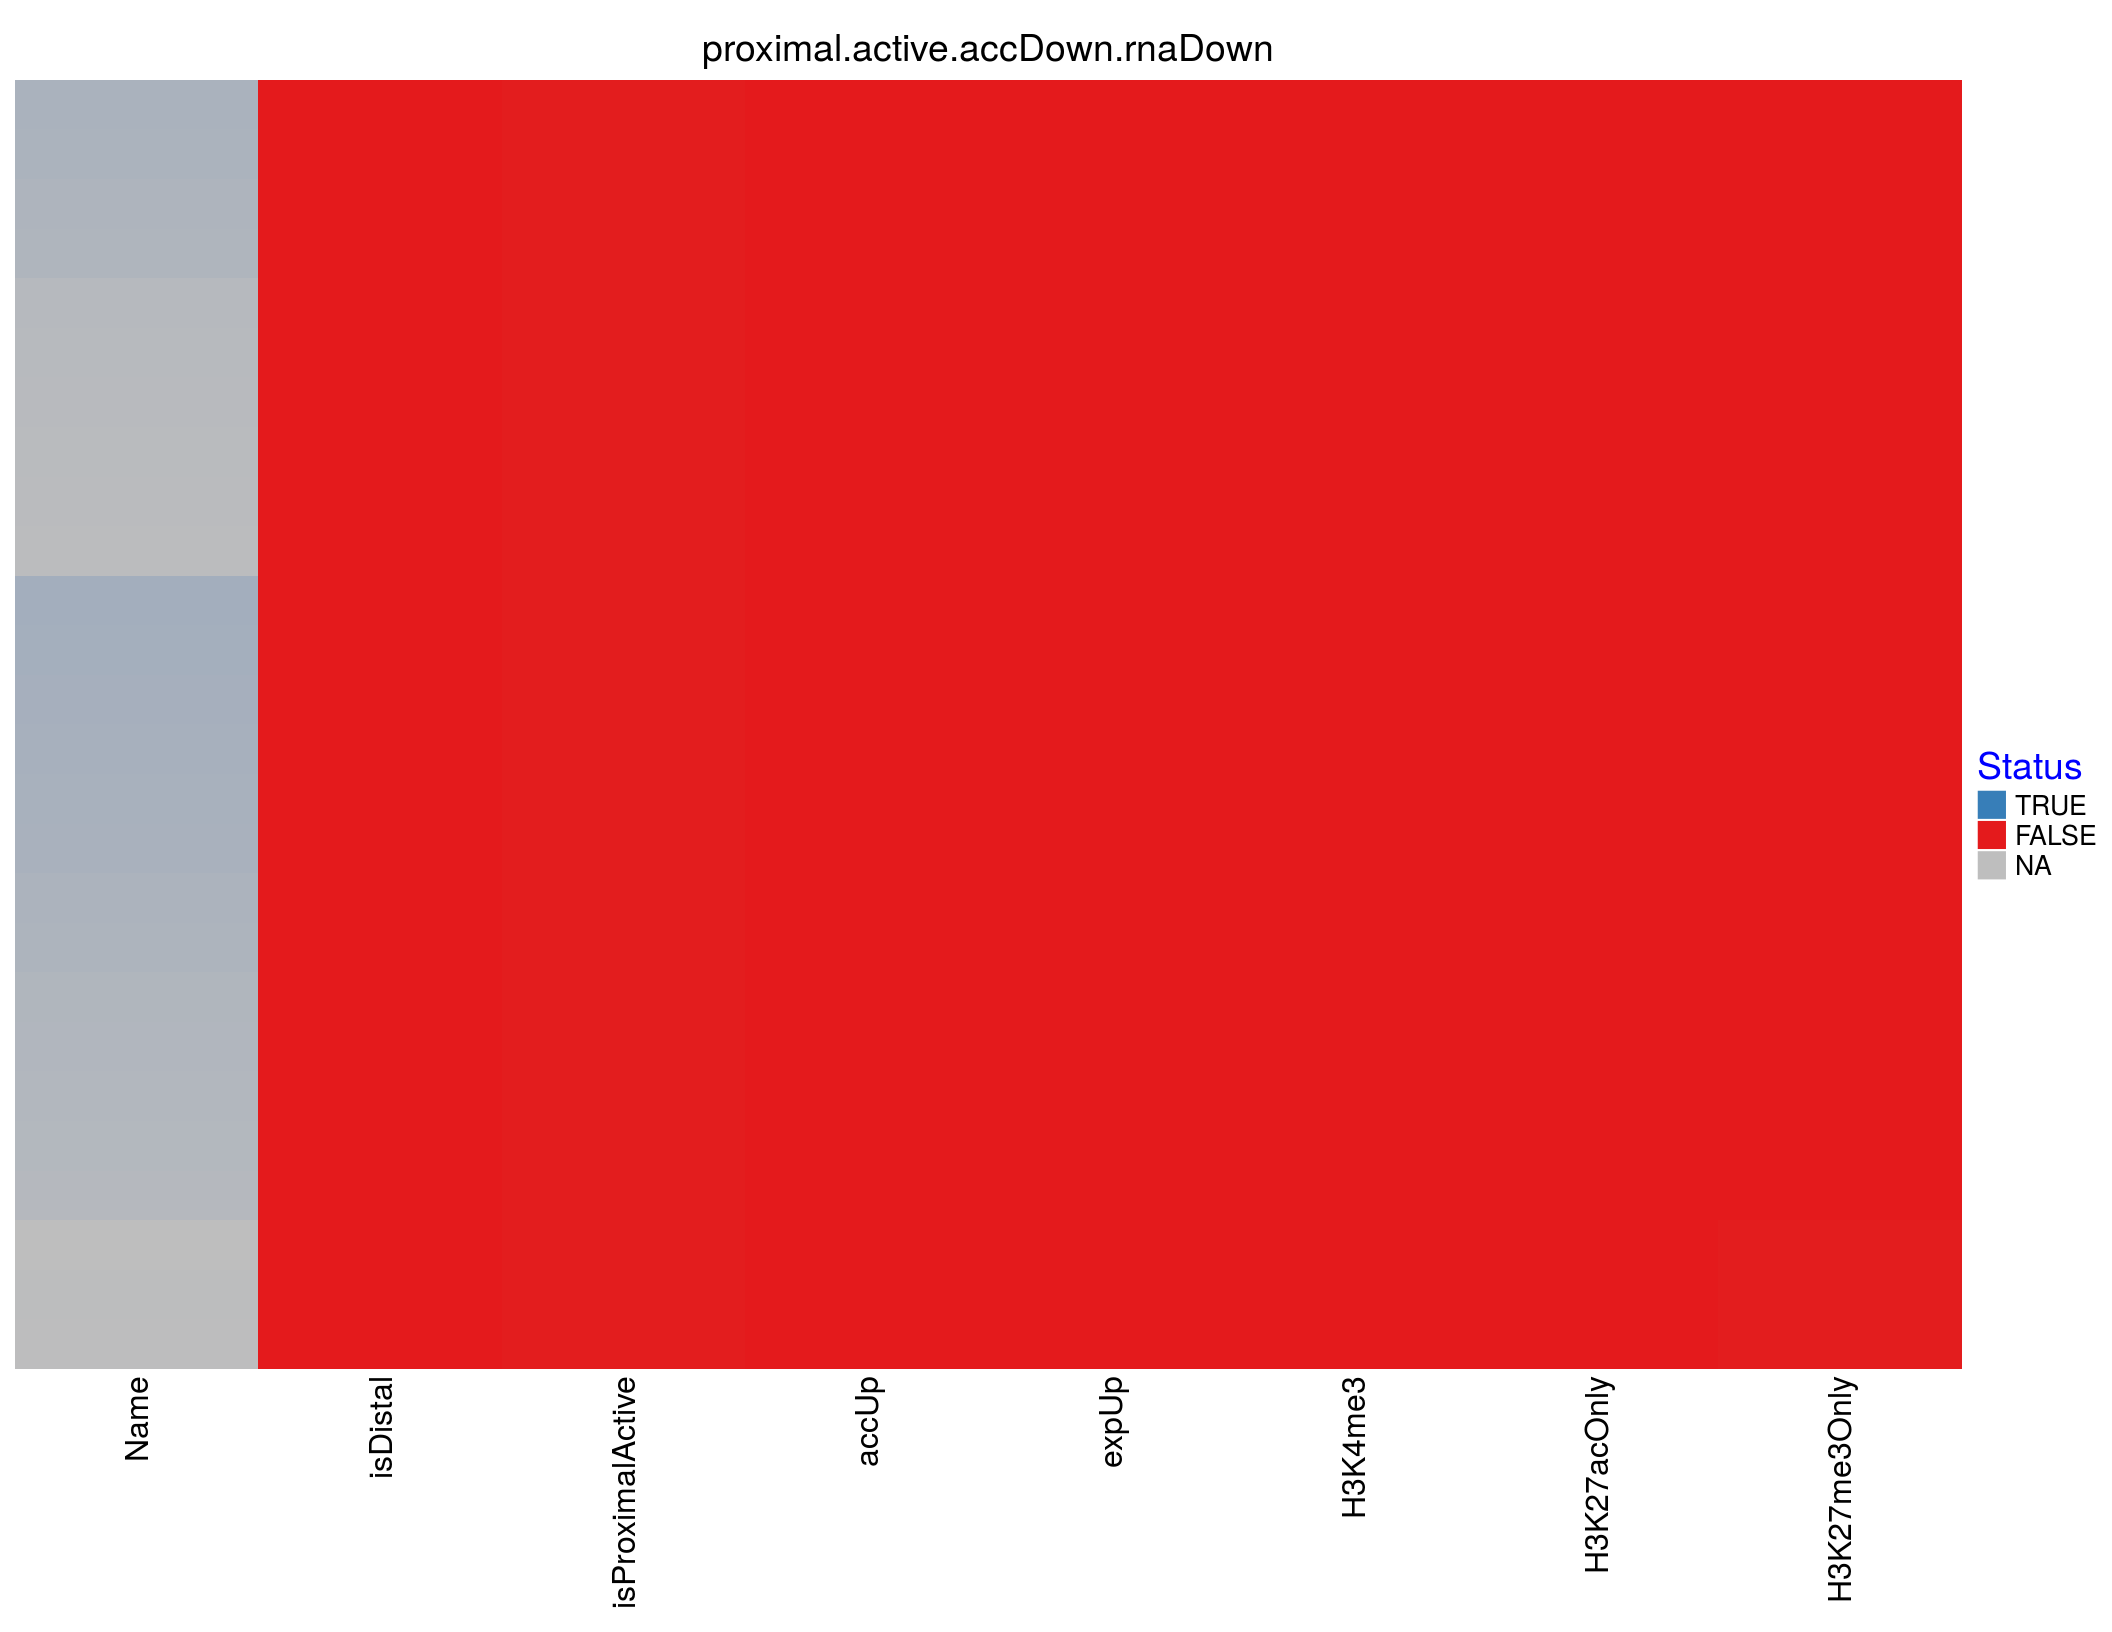 proximal.active.accDown.rnaDown
Status
TRUE
FALSE
NA
Name
isDistal
isProximalActive
accUp
expUp
H3K4me3
H3K27acOnly
H3K27me3Only